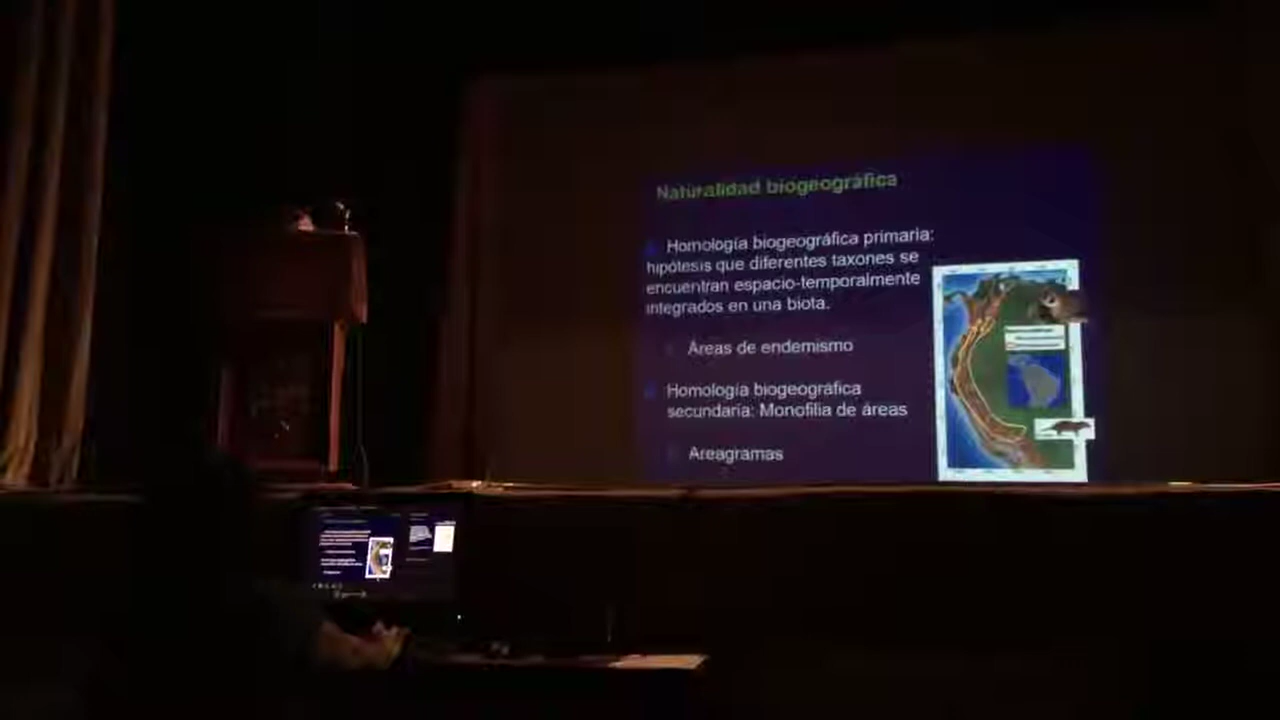 Naturalidad biogeográfica
Homología biogeográfica primaria:
hipótesis que diferentes taxones se
encuentran espacio-temporalmente
integrados en una biota.
Áreas de endemismo
Homología biogeográfica
secundaria: Monofilia de áreas
Areagramas